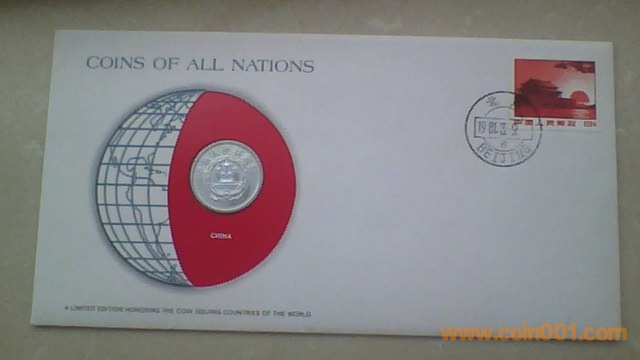 COINS OF ALL NATIONS
BEIJING
CHINA
A LIMITED EDITION HONORING THE COIN ISSUING COUNTRIES OF THE WORLD
www.coin001.com